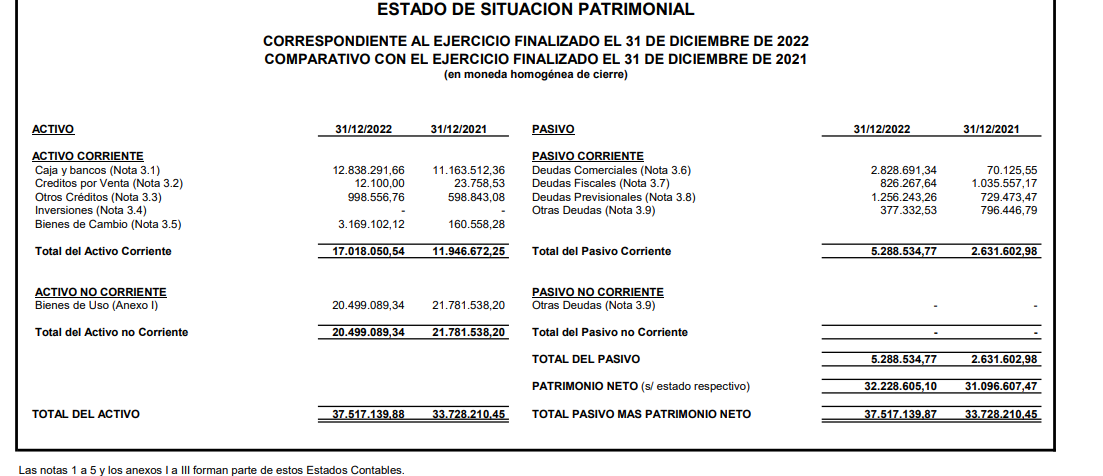 ESTADO DE SITUACION PATRIMONIAL
CORRESPONDIENTE AL EJERCICIO FINALIZADO EL 31 DE DICIEMBRE DE 2022
COMPARATIVO CON EL EJERCICIO FINALIZADO EL 31 DE DICIEMBRE DE 2021
(en moneda homogénea de cierre)
ACTIVO 31/12/2022 31/12/2021 PASIVO 31/12/2022 31/12/2021
ACTIVO CORRIENTE PASIVO CORRIENTE
Caja y bancos (Nota 3.1) 12.838.291,66 11.163.512,36 Deudas Comerciales (Nota 3.6) 2.828.691,34 70.125,55
Creditos por Venta (Nota 3.2) 12.100,00 23.758,53 Deudas Fiscales (Nota 3.7) 826.267,64 1.035.557,17
Otros Créditos (Nota 3.3) 998.556,76 598.843,08 Deudas Previsionales (Nota 3.8) 1.256.243,26 729.473,47
Inversiones (Nota 3.4) - - Otras Deudas (Nota 3.9) 377.332,53 796.446,79
Bienes de Cambio (Nota 3.5) 3.169.102,12 160.558,28
Total del Activo Corriente 17.018.050,54 11.946.672,25 Total del Pasivo Corriente 5.288.534,77 2.631.602,98
ACTIVO NO CORRIENTE PASIVO NO CORRIENTE
Bienes de Uso (Anexo I) 20.499.089,34 21.781.538,20 Otras Deudas (Nota 3.9) - -
Total del Activo no Corriente 20.499.089,34 21.781.538,20 Total del Pasivo no Corriente - -
TOTAL DEL PASIVO 5.288.534,77 2.631.602,98
PATRIMONIO NETO (s/ estado respectivo) 32.228.605,10 31.096.607,47
TOTAL DEL ACTIVO 37.517.139,88 33.728.210,45 TOTAL PASIVO MAS PATRIMONIO NETO 37.517.139,87 33.728.210,45
Las notas 1 a 5 y los anexos I a III forman parte de estos Estados Contables.